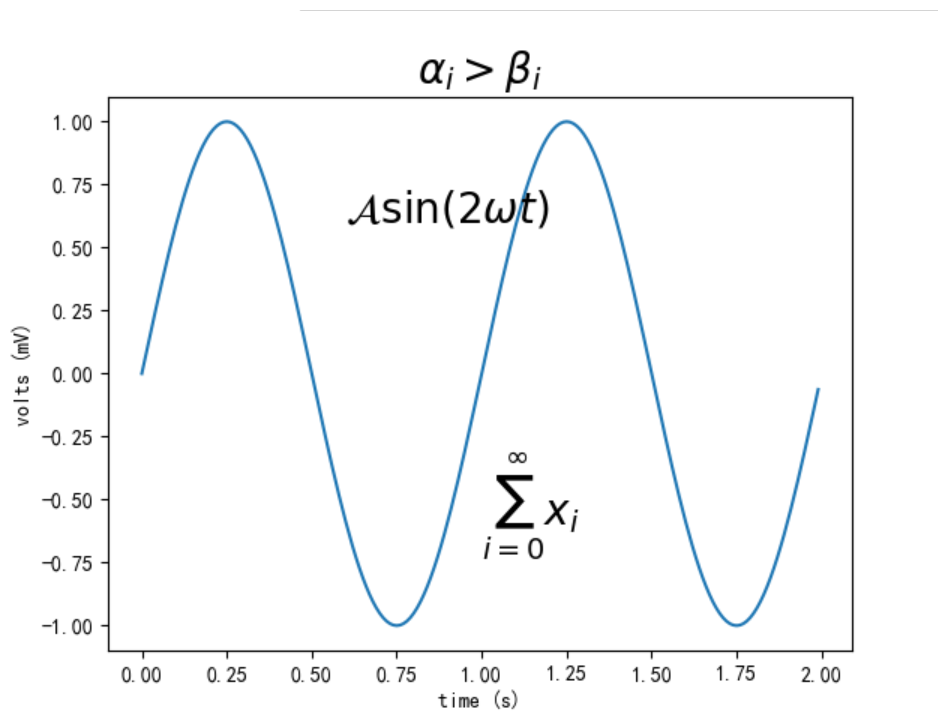 αᵢ > βᵢ
1.00
0.75
𝒜sin(2ωt)
0.50
0.25
0.00
−0.25
−0.50
−0.75
−1.00
volts (mV)
∞
∑ xᵢ
i = 0
0.00 0.25 0.50 0.75 1.00 1.25 1.50 1.75 2.00
time (s)